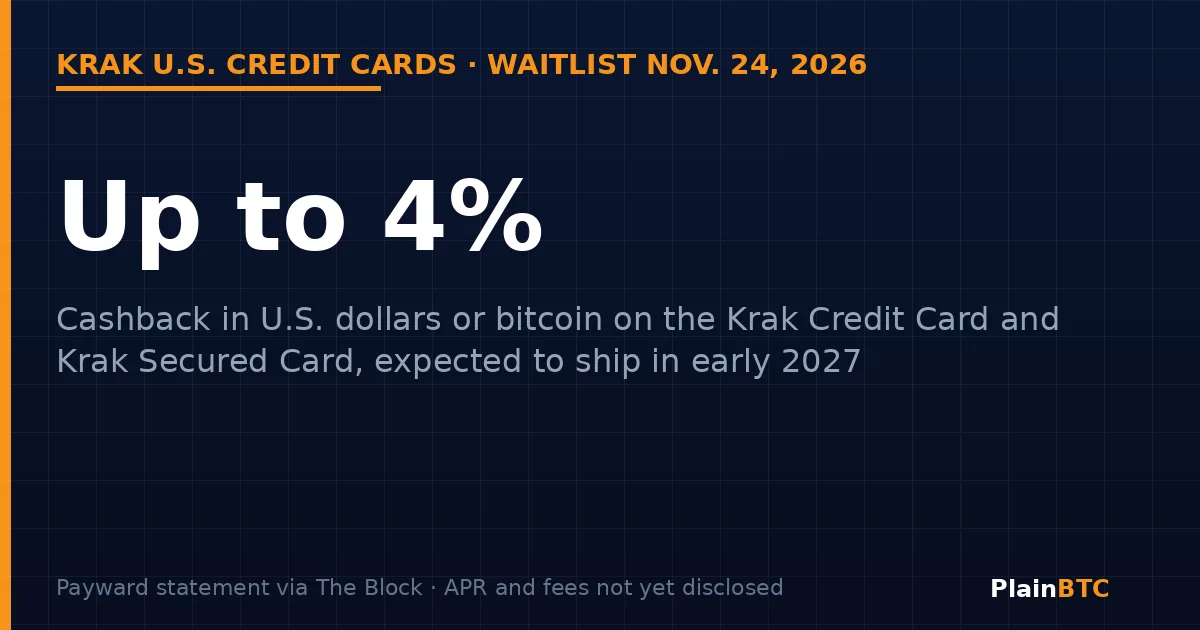 KRAK U.S. CREDIT CARDS · WAITLIST NOV. 24, 2026
Up to 4%
Cashback in U.S. dollars or bitcoin on the Krak Credit Card and
Krak Secured Card, expected to ship in early 2027
Payward statement via The Block · APR and fees not yet disclosed
PlainBTC